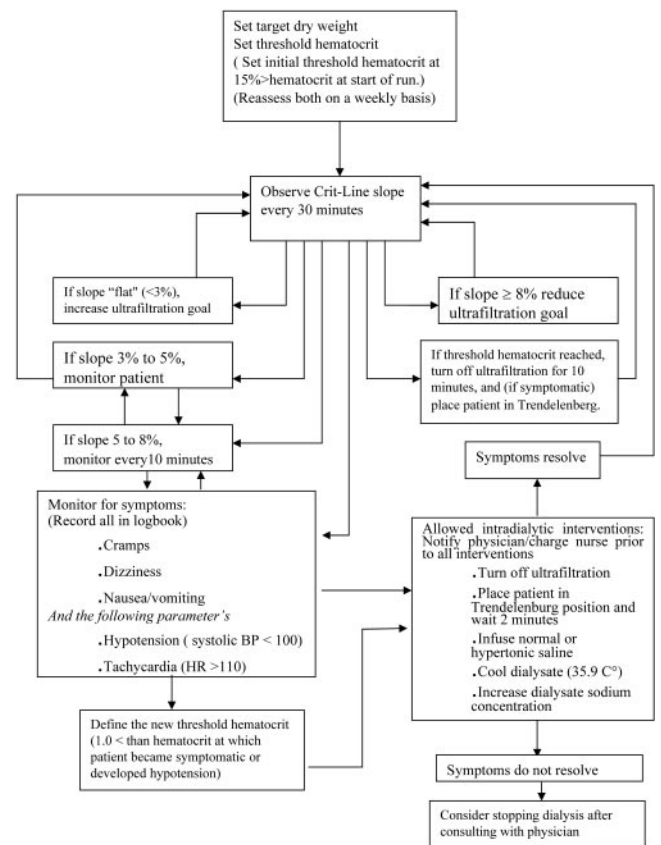 Set target dry weight
Set threshold hematocrit
( Set initial threshold hematocrit at
15%>hematocrit at start of run.)
(Reassess both on a weekly basis)
Observe Crit-Line slope
every 30 minutes
If slope “flat" (<3%),
increase ultrafiltration goal
If slope ≥ 8% reduce
ultrafiltration goal
If slope 3% to 5%,
monitor patient
If threshold hematocrit reached,
turn off ultrafiltration for 10
minutes, and (if symptomatic)
place patient in Trendelenberg.
If slope 5 to 8%,
monitor every10 minutes
Symptoms resolve
Monitor for symptoms:
(Record all in logbook)
.Cramps
.Dizziness
.Nausea/vomiting
And the following parameter’s
.Hypotension ( systolic BP < 100)
.Tachycardia (HR >110)
Allowed intradialytic interventions:
Notify physician/charge nurse prior
to all interventions
.Turn off ultrafiltration
.Place patient in
Trendelenburg position and
wait 2 minutes
.Infuse normal or
hypertonic saline
.Cool dialysate (35.9 C°)
.Increase dialysate sodium
concentration
Define the new threshold hematocrit
(1.0 < than hematocrit at which
patient became symptomatic or
developed hypotension)
Symptoms do not resolve
Consider stopping dialysis after
consulting with physician